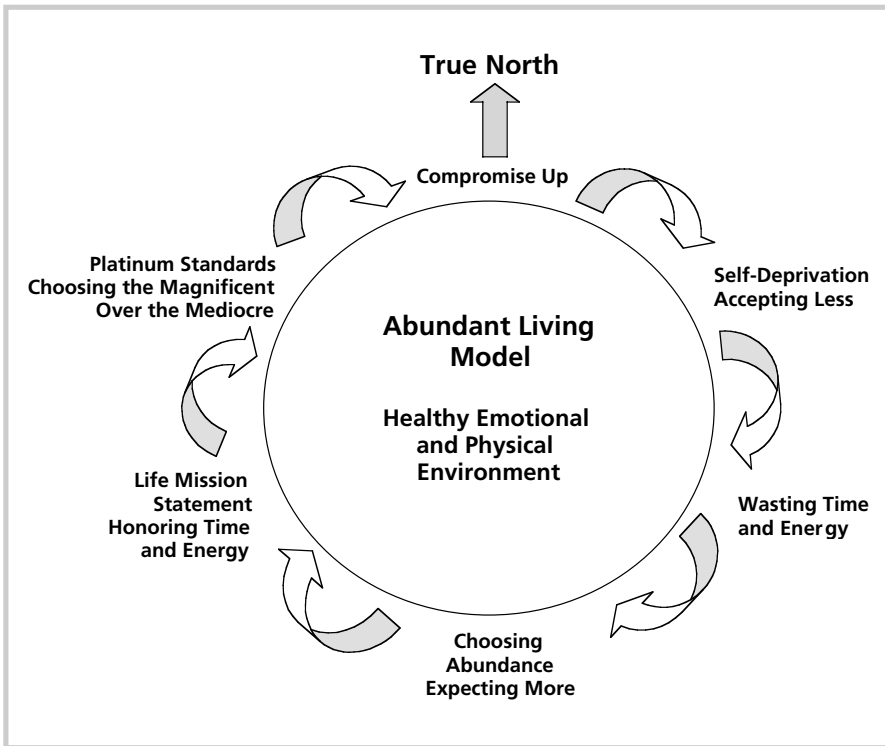 True North
Compromise Up
Platinum Standards
Choosing the Magnificent
Over the Mediocre
Self-Deprivation
Accepting Less
Abundant Living
Model
Healthy Emotional
and Physical
Environment
Life Mission
Statement
Honoring Time
and Energy
Wasting Time
and Energy
Choosing
Abundance
Expecting More